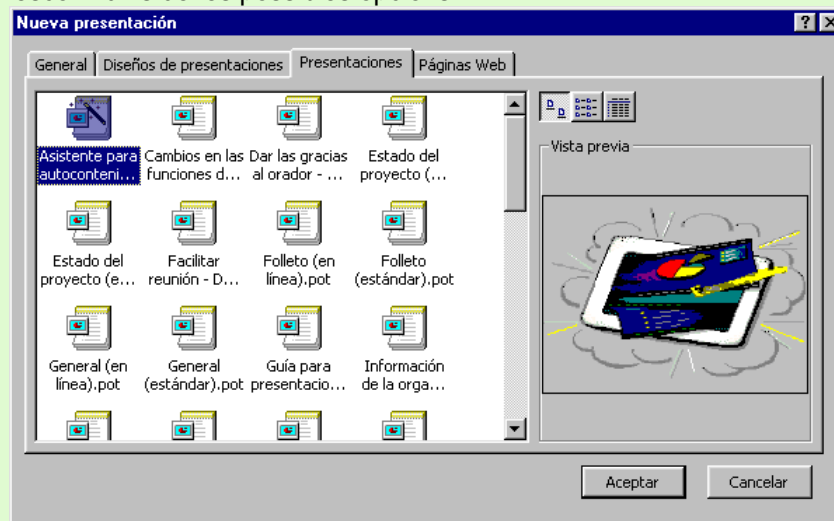 Nueva presentación
General
Diseños de presentaciones
Presentaciones
Páginas Web
Asistente para
autoconteni...
Cambios en las
funciones d...
Dar las gracias
al orador - ...
Estado del
proyecto (...
Estado del
proyecto (e...
Facilitar
reunión - D...
Folleto (en
línea).pot
Folleto
(estándar).pot
General (en
línea).pot
General
(estándar).pot
Guía para
presentacio...
Información
de la orga...
Vista previa
Aceptar
Cancelar